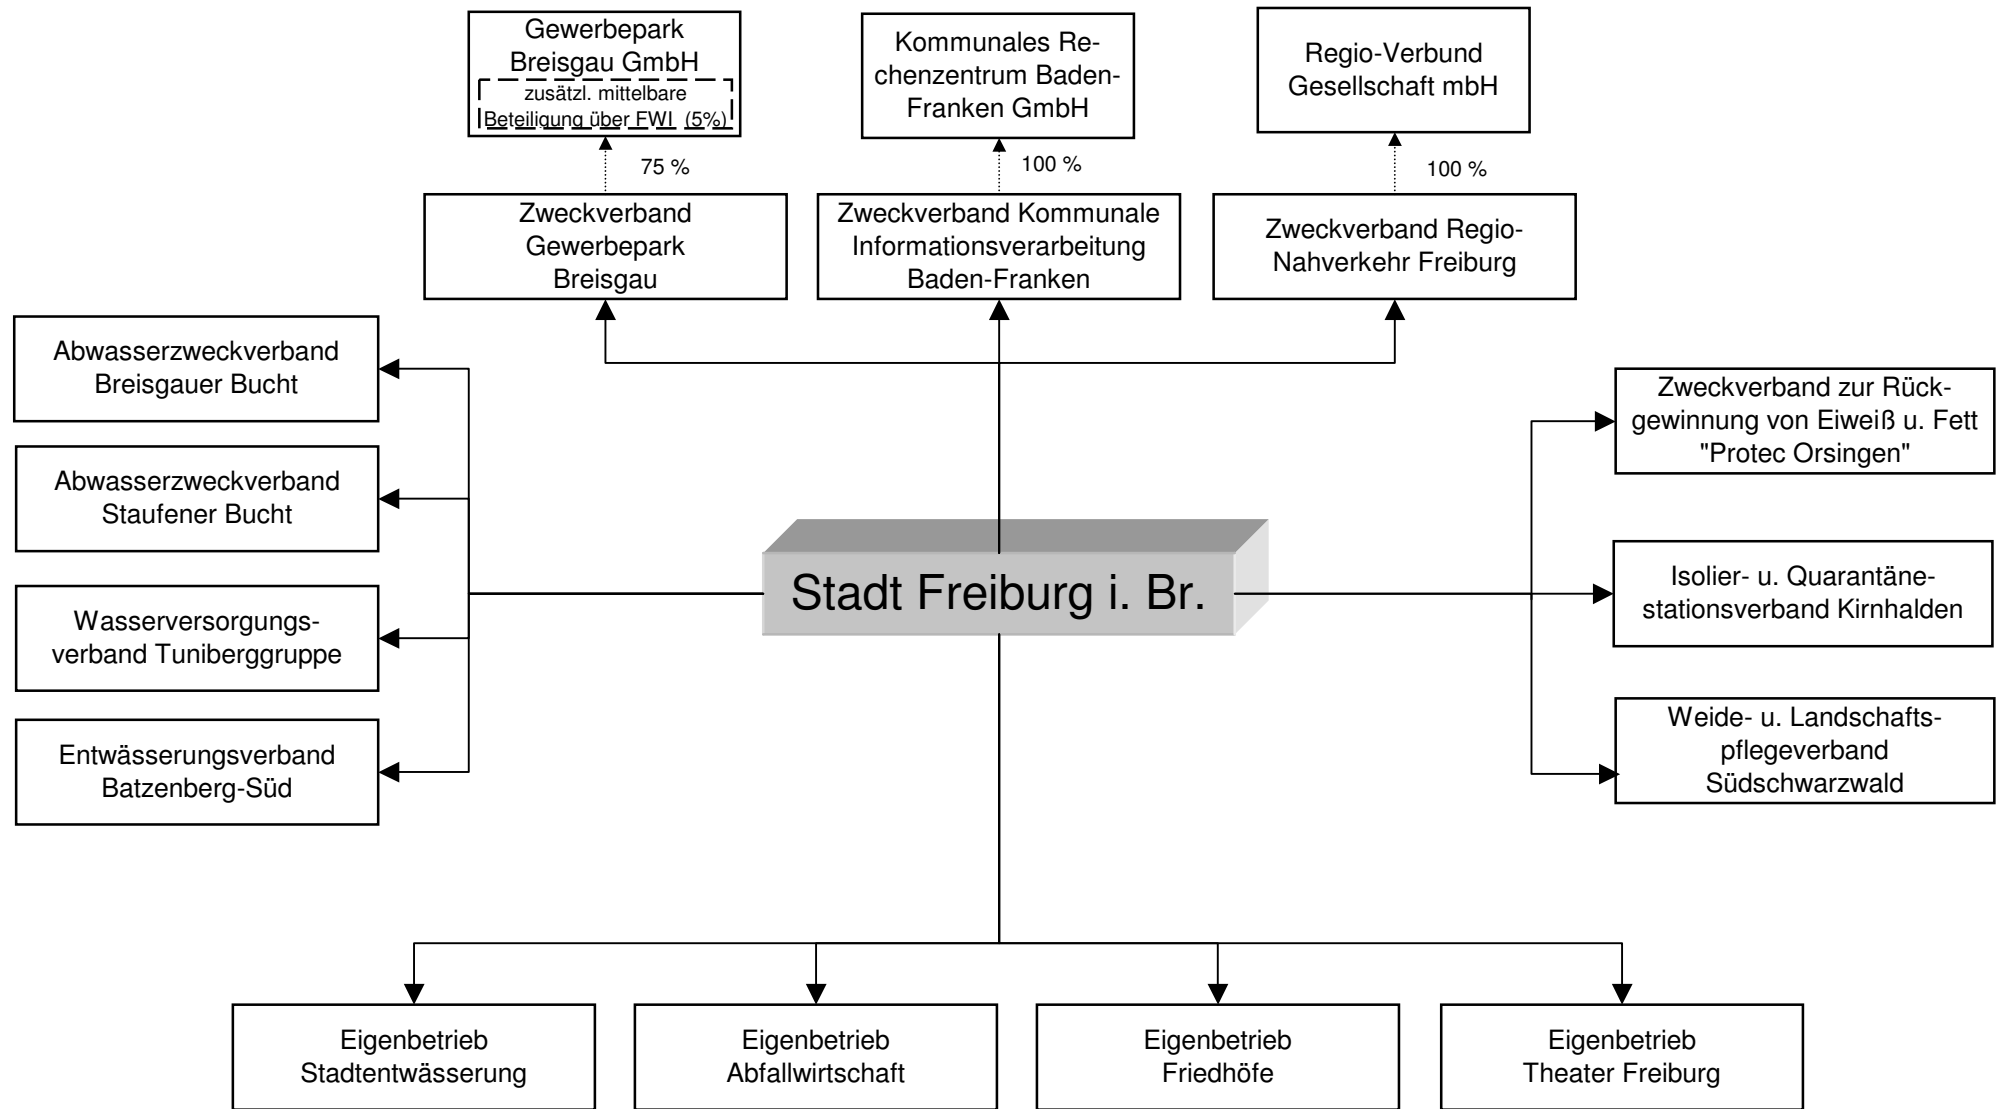 Gewerbepark
Breisgau GmbH
zusätzl. mittelbare
Beteiligung über FWI (5%)
Kommunales Re-
chenzentrum Baden-
Franken GmbH
Regio-Verbund
Gesellschaft mbH
75 %
100 %
100 %
Zweckverband
Gewerbepark
Breisgau
Zweckverband Kommunale
Informationsverarbeitung
Baden-Franken
Zweckverband Regio-
Nahverkehr Freiburg
Abwasserzweckverband
Breisgauer Bucht
Abwasserzweckverband
Staufener Bucht
Wasserversorgungs-
verband Tuniberggruppe
Entwässerungsverband
Batzenberg-Süd
Stadt Freiburg i. Br.
Zweckverband zur Rück-
gewinnung von Eiweiß u. Fett
"Protec Orsingen"
Isolier- u. Quarantäne-
stationsverband Kirnhalden
Weide- u. Landschafts-
pflegeverband
Südschwarzwald
Eigenbetrieb
Stadtentwässerung
Eigenbetrieb
Abfallwirtschaft
Eigenbetrieb
Friedhöfe
Eigenbetrieb
Theater Freiburg